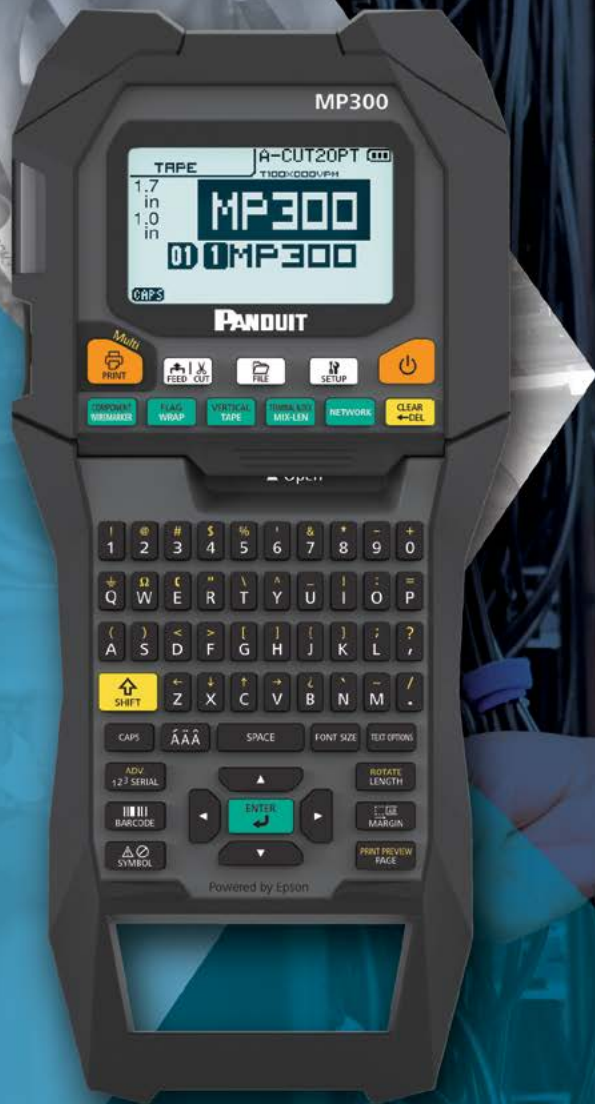 MP300
TAPE
A-CUT20PT
T100X000VPM
1.7 in
1.0 in
MP300
01 1 MP300
CAPS
PANDUIT
Multi
PRINT
FEED CUT
FILE
SETUP
COMPONENT WIREMARKER
FLAG WRAP
VERTICAL TAPE
TERMINAL BLOCK MIX-LEN
NETWORK
CLEAR ←DEL
Open
! @ # $ % ' & * - +
1 2 3 4 5 6 7 8 9 0
Ω " \ ^ _ : =
Q W E R T Y U I O P
( ) < > [ ] { } ; ?
A S D F G H J K L ,
← ↓ ↑ → ¿ ` ~ /
SHIFT Z X C V B N M .
CAPS ÁÄÂ SPACE FONT SIZE TEXT OPTIONS
ADV. 123 SERIAL
ROTATE LENGTH
ENTER
BARCODE
MARGIN
SYMBOL
PRINT PREVIEW PAGE
Powered by Epson